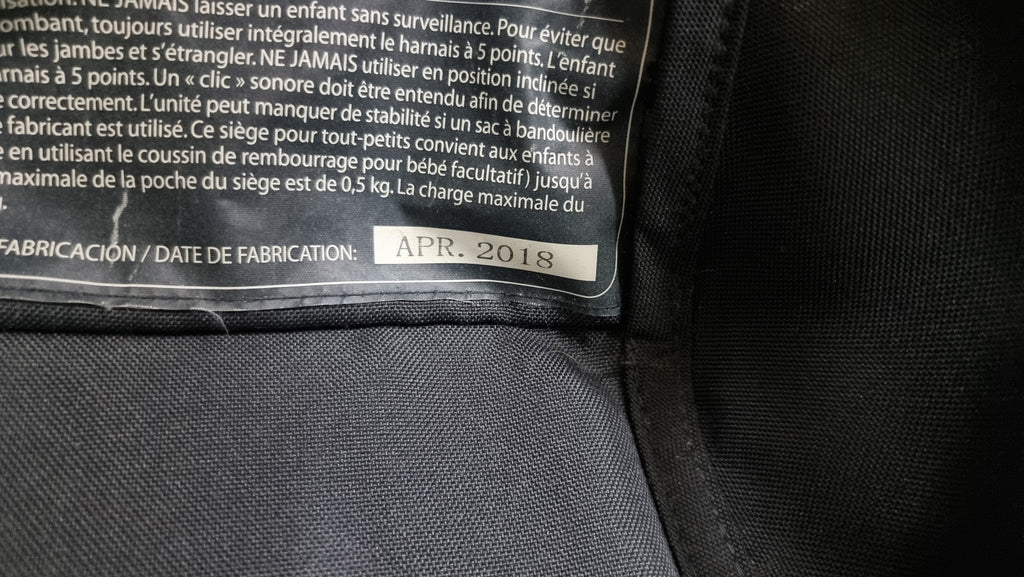 NE JAMAIS laisser un enfant sans surveillance. Pour éviter que
tombant, toujours utiliser intégralement le harnais à 5 points. L'enfant
les jambes et s'étrangler. NE JAMAIS utiliser en position inclinée si
à 5 points. Un « clic » sonore doit être entendu afin de déterminer
correctement. L'unité peut manquer de stabilité si un sac à bandoulière
fabricant est utilisé. Ce siège pour tout-petits convient aux enfants à
en utilisant le coussin de rembourrage pour bébé facultatif) jusqu'à
maximale de la poche du siège est de 0,5 kg. La charge maximale du
FABRICACIÓN / DATE DE FABRICATION: APR. 2018